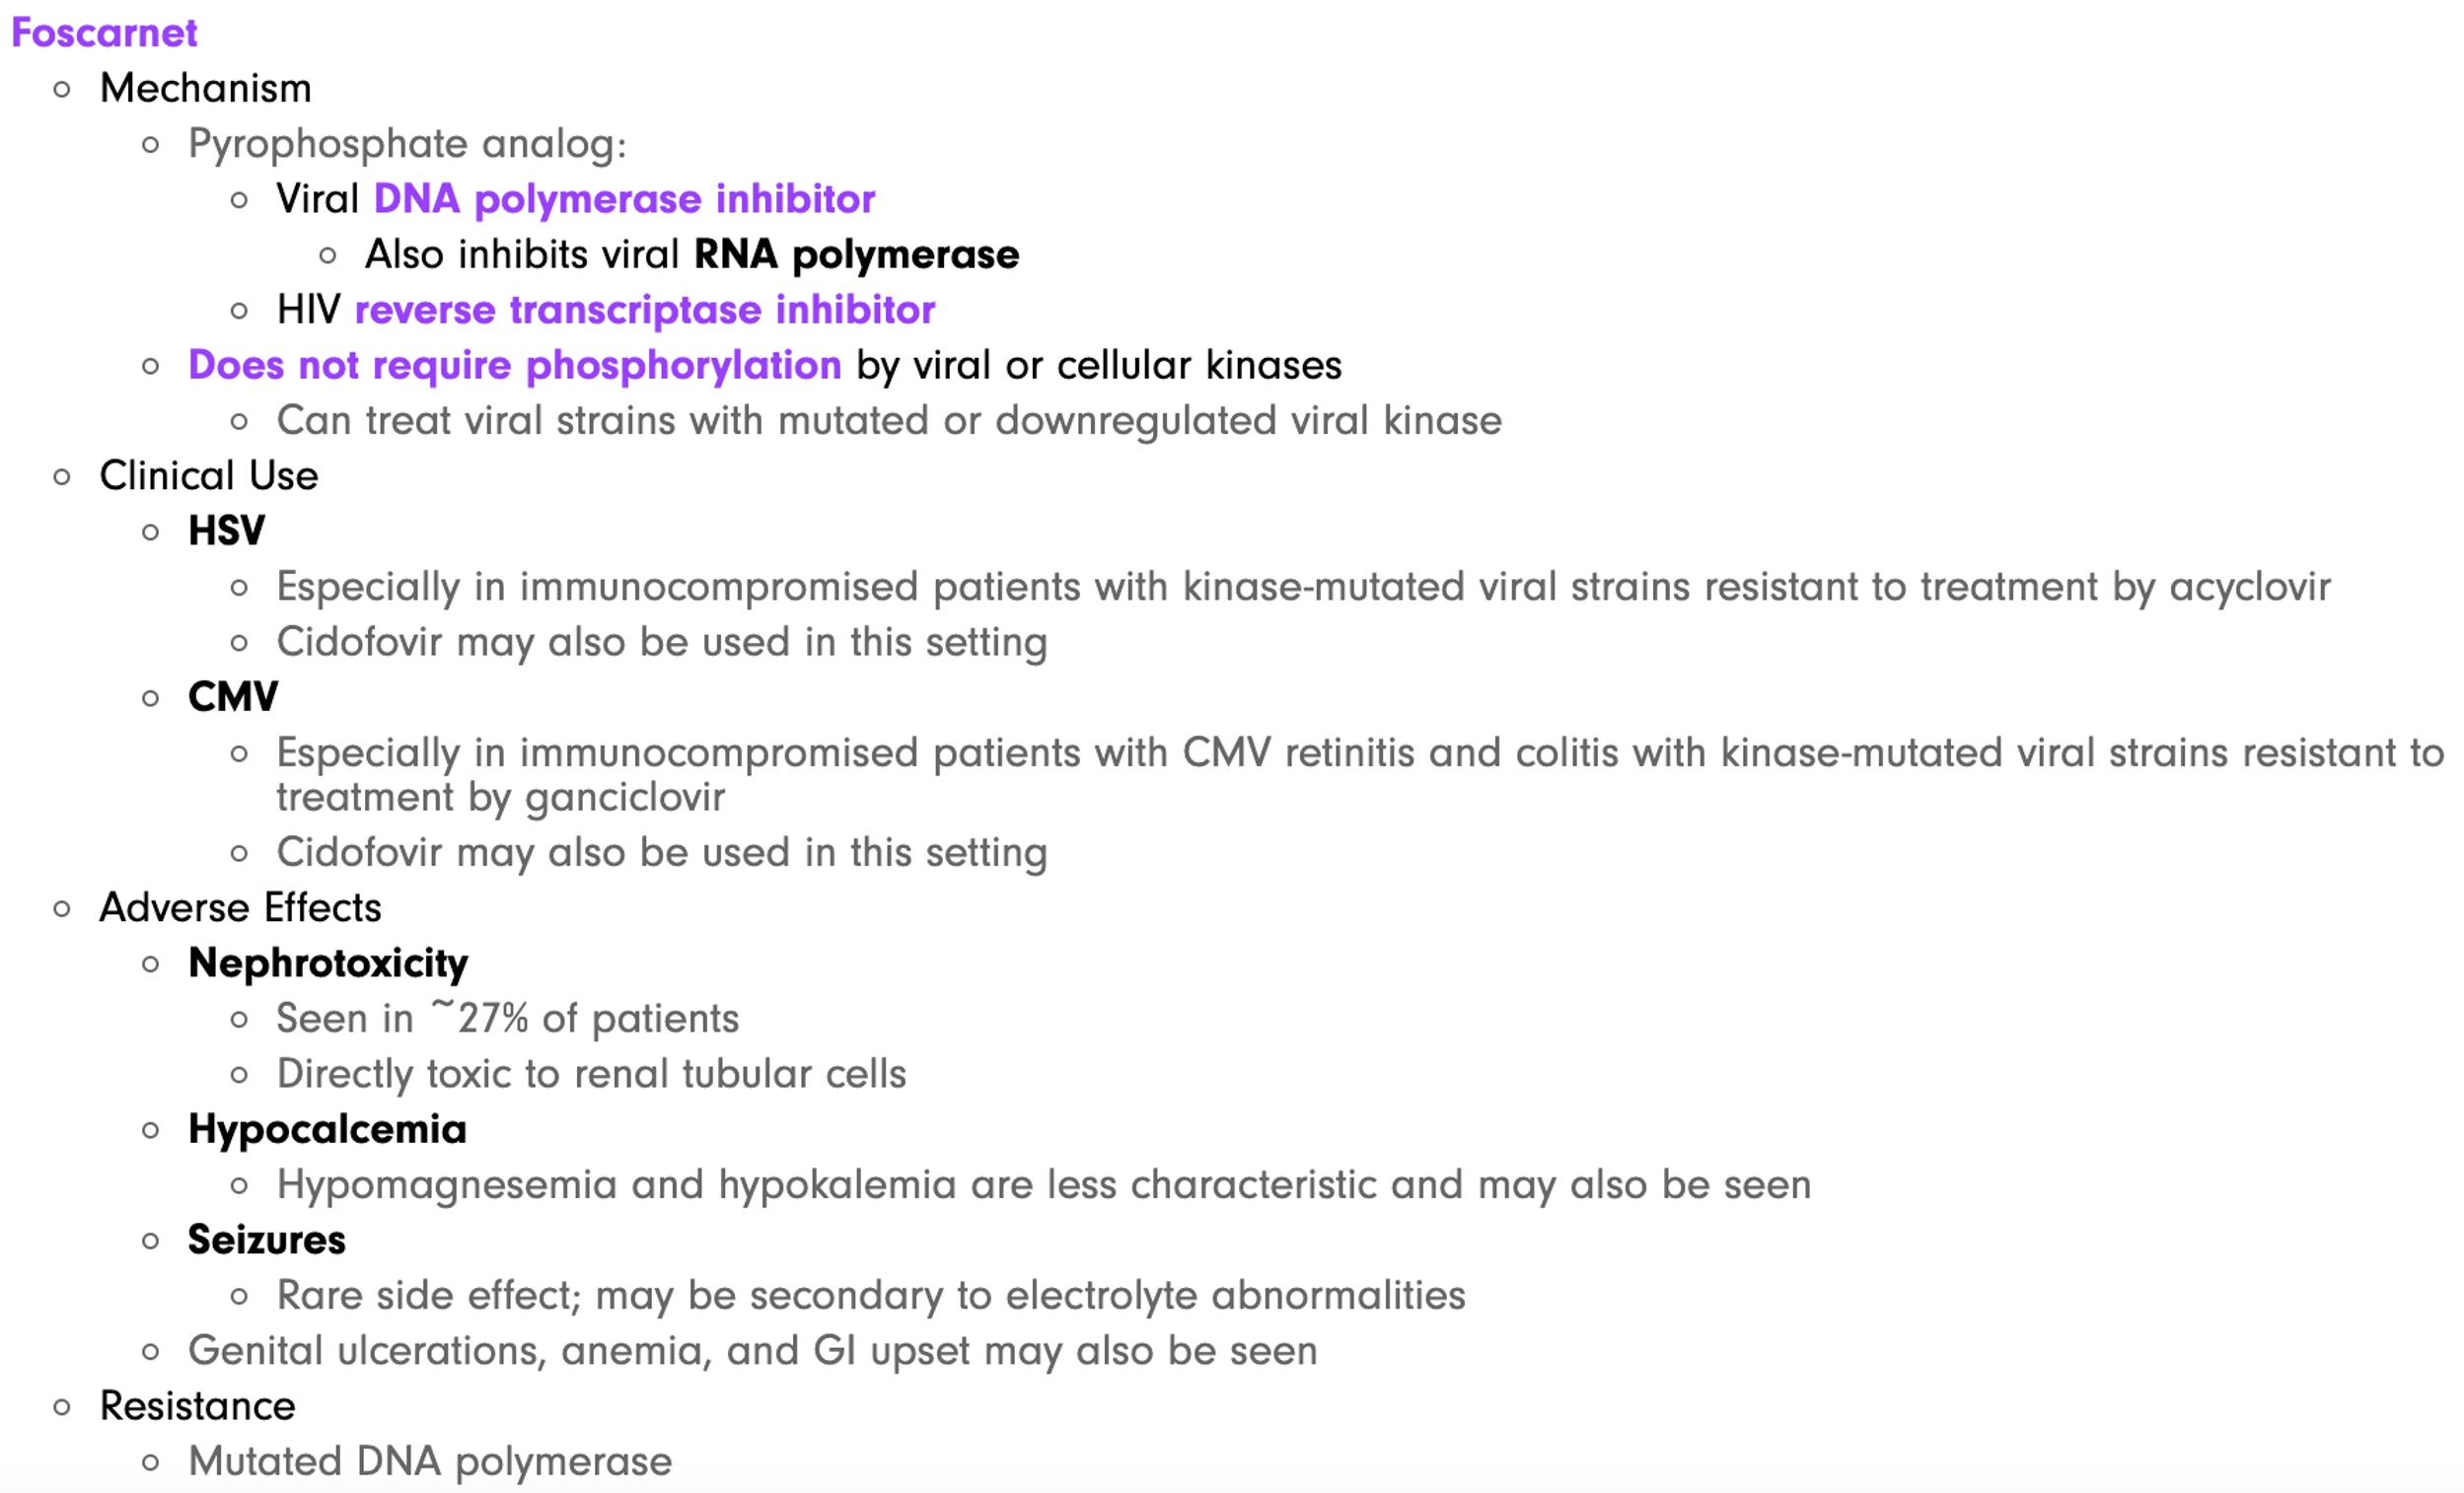 Foscarnet
Mechanism
Pyrophosphate analog:
Viral DNA polymerase inhibitor
Also inhibits viral RNA polymerase
HIV reverse transcriptase inhibitor
Does not require phosphorylation by viral or cellular kinases
Can treat viral strains with mutated or downregulated viral kinase
Clinical Use
HSV
Especially in immunocompromised patients with kinase-mutated viral strains resistant to treatment by acyclovir
Cidofovir may also be used in this setting
CMV
Especially in immunocompromised patients with CMV retinitis and colitis with kinase-mutated viral strains resistant to
treatment by ganciclovir
Cidofovir may also be used in this setting
Adverse Effects
Nephrotoxicity
Seen in ~27% of patients
Directly toxic to renal tubular cells
Hypocalcemia
Hypomagnesemia and hypokalemia are less characteristic and may also be seen
Seizures
Rare side effect; may be secondary to electrolyte abnormalities
Genital ulcerations, anemia, and GI upset may also be seen
Resistance
Mutated DNA polymerase